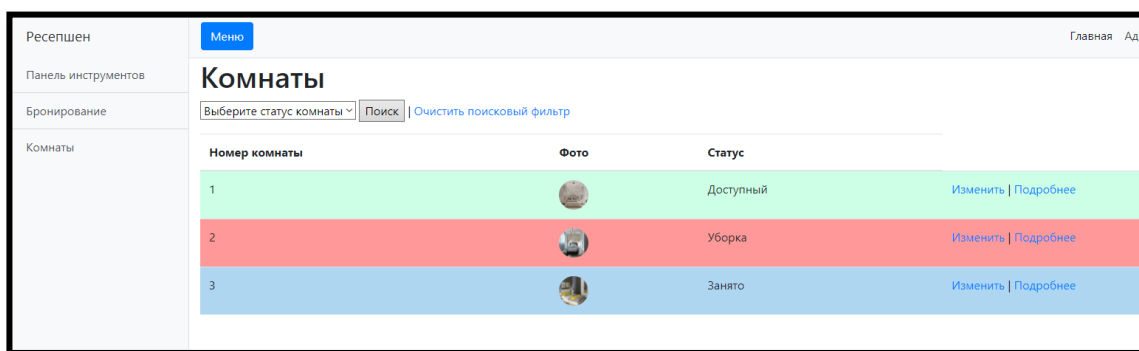 Ресепшен
Панель инструментов
Бронирование
Комнаты
Меню
Главная
Комнаты
Выберите статус комнаты Поиск | Очистить поисковый фильтр
Номер комнаты Фото Статус
1 Доступный Изменить | Подробнее
2 Уборка Изменить | Подробнее
3 Занято Изменить | Подробнее